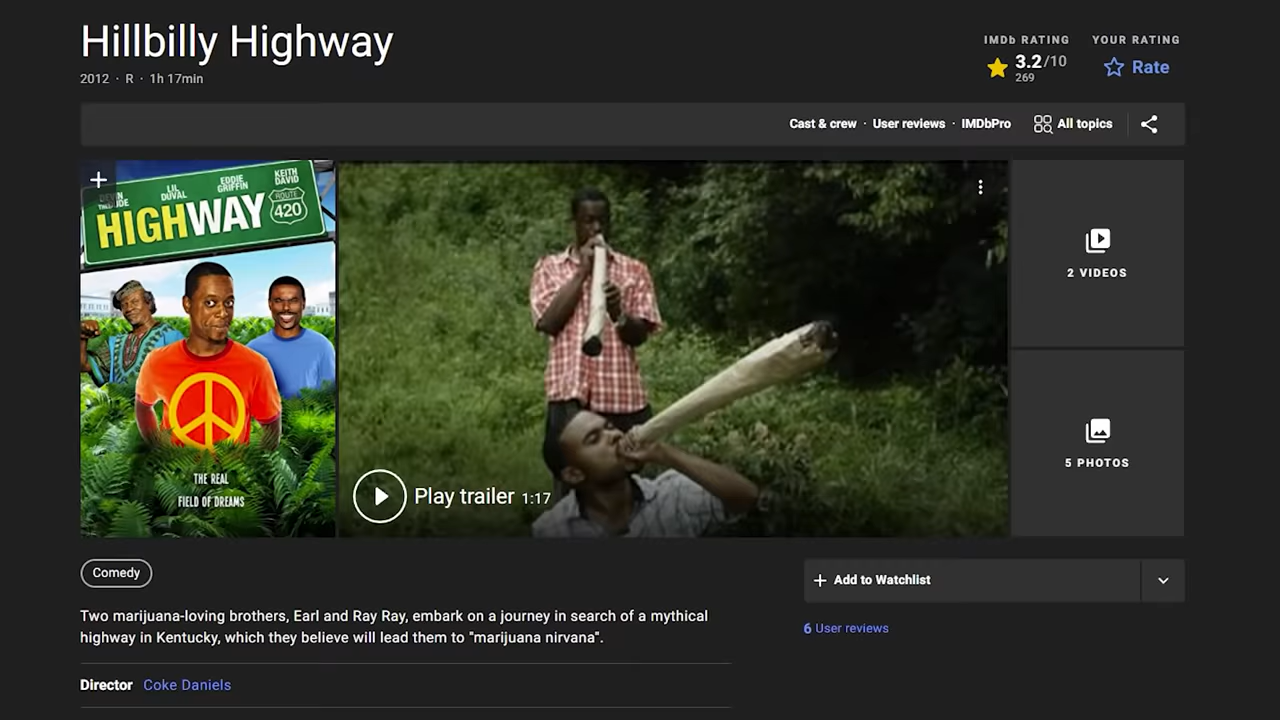 Hillbilly Highway
2012 · R · 1h 17min
IMDb RATING
3.2/10
269
YOUR RATING
Rate
Cast & crew · User reviews · IMDbPro
All topics
LIL DUVAL
EDDIE GRIFFIN
KEITH DAVID
HIGHWAY
ROUTE
420
THE REAL
FIELD OF DREAMS
Play trailer 1:17
2 VIDEOS
5 PHOTOS
Comedy
Two marijuana-loving brothers, Earl and Ray Ray, embark on a journey in search of a mythical
highway in Kentucky, which they believe will lead them to "marijuana nirvana".
Director Coke Daniels
+ Add to Watchlist
6 User reviews